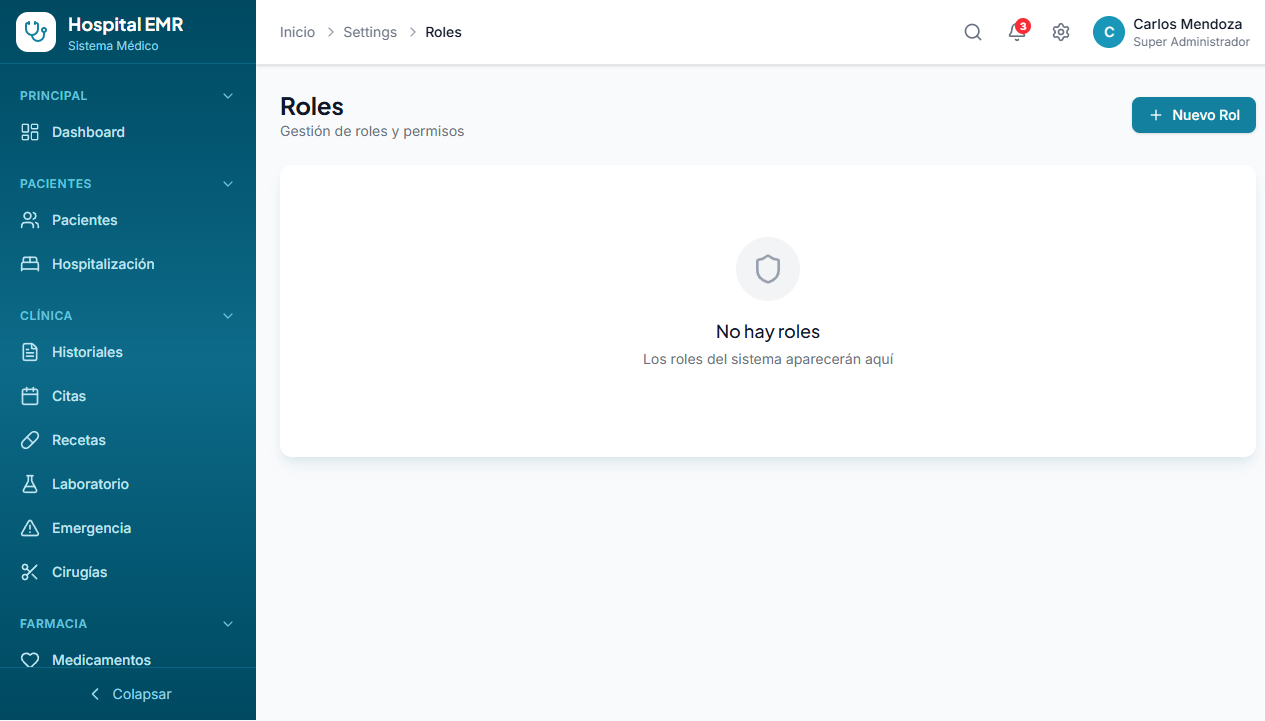 Hospital EMR
Sistema Médico
PRINCIPAL
Dashboard
PACIENTES
Pacientes
Hospitalización
CLÍNICA
Historiales
Citas
Recetas
Laboratorio
Emergencia
Cirugías
FARMACIA
Medicamentos
Colapsar
Inicio > Settings > Roles
3
C
Carlos Mendoza
Super Administrador
Roles
Gestión de roles y permisos
+ Nuevo Rol
No hay roles
Los roles del sistema aparecerán aquí